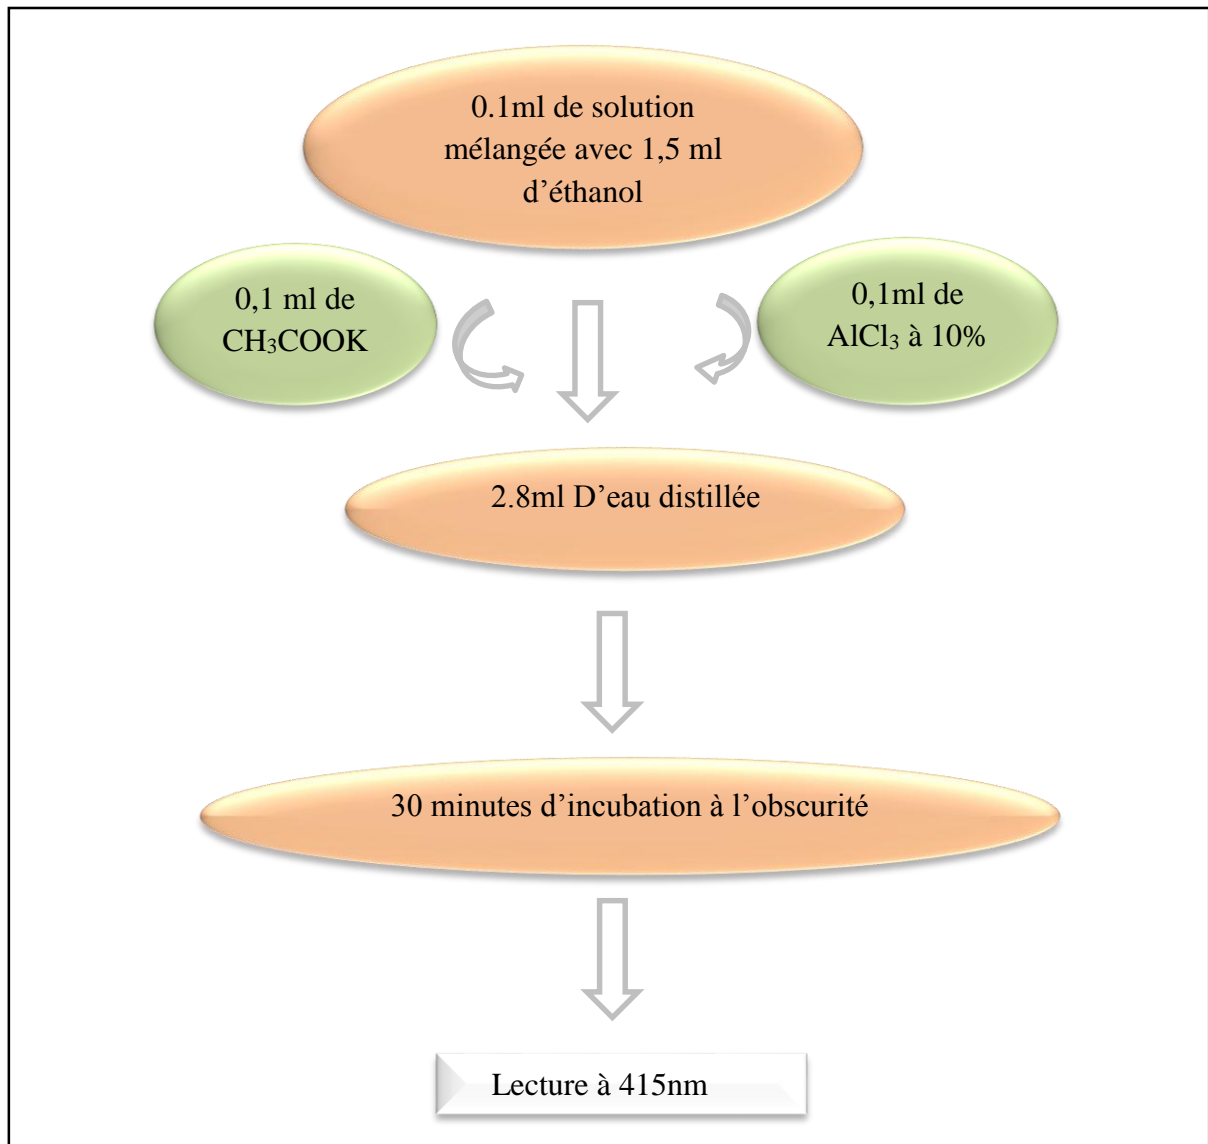 0.1ml de solution
mélangée avec 1,5 ml
d’éthanol
0,1 ml de
CH₃COOK
0,1ml de
AlCl₃ à 10%
2.8ml D’eau distillée
30 minutes d’incubation à l’obscurité
Lecture à 415nm